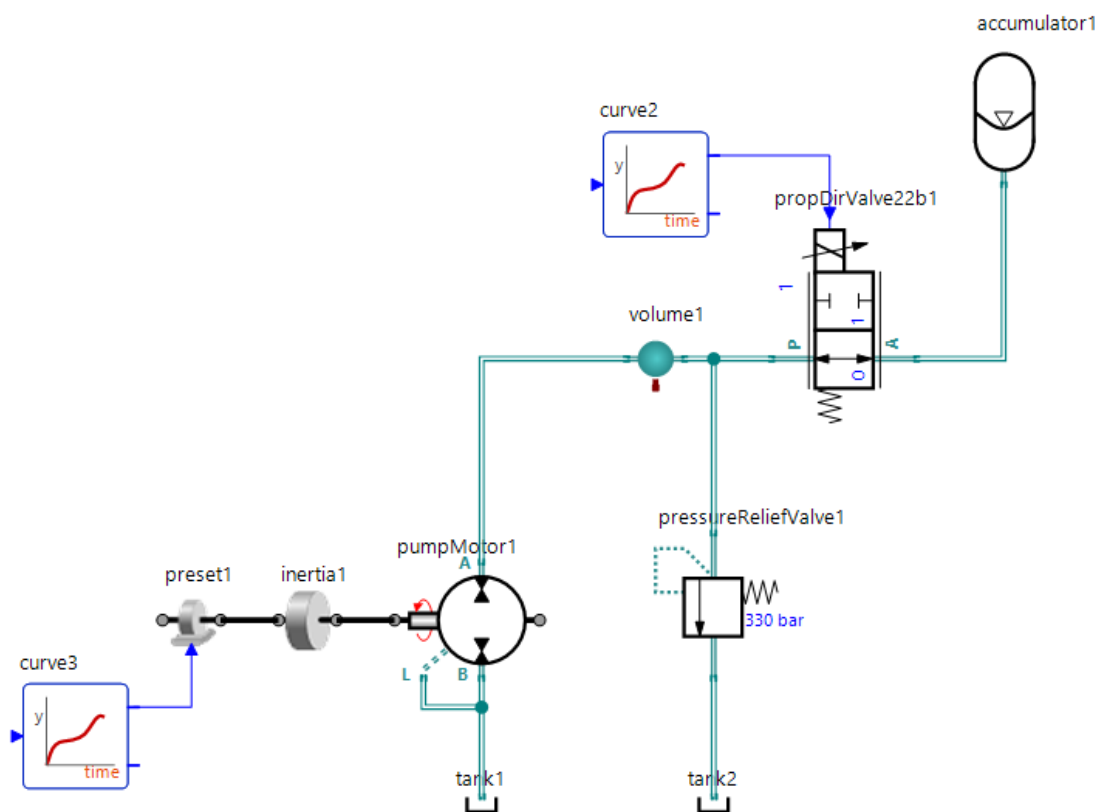 accumulator1
curve2
y
time
propDirValve22b1
1
1
volume1
P
A
0
pressureReliefValve1
pumpMotor1
A
preset1
inertia1
330 bar
curve3
L
B
y
time
tank1
tank2